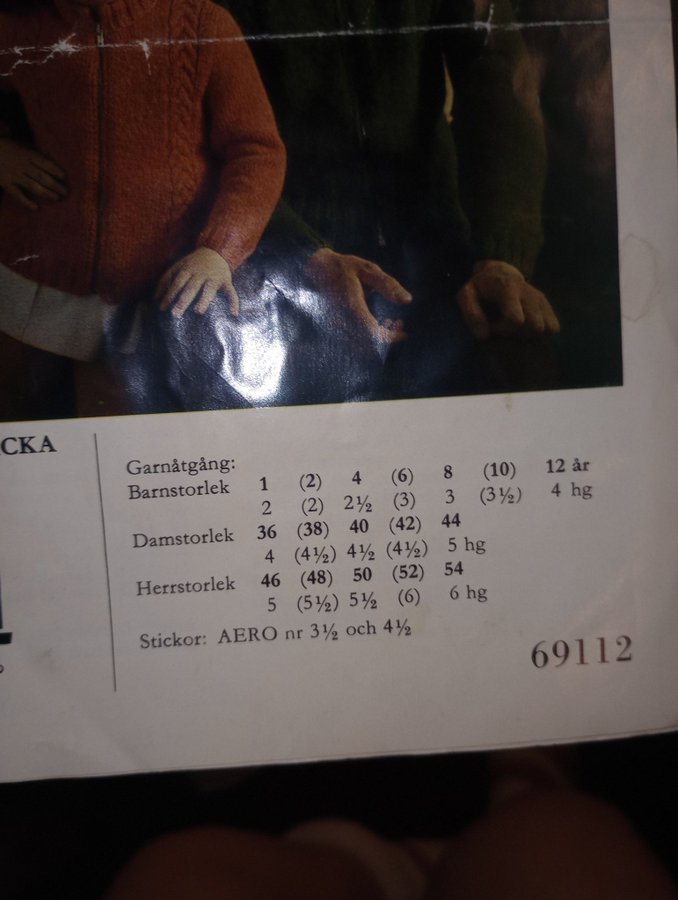 CKA
Garnåtgång:
Barnstorlek 1 (2) 4 (6) 8 (10) 12 år
2 (2) 2½ (3) 3 (3½) 4 hg
Damstorlek 36 (38) 40 (42) 44
4 (4½) 4½ (4½) 5 hg
Herrstorlek 46 (48) 50 (52) 54
5 (5½) 5½ (6) 6 hg
Stickor: AERO nr 3½ och 4½
69112